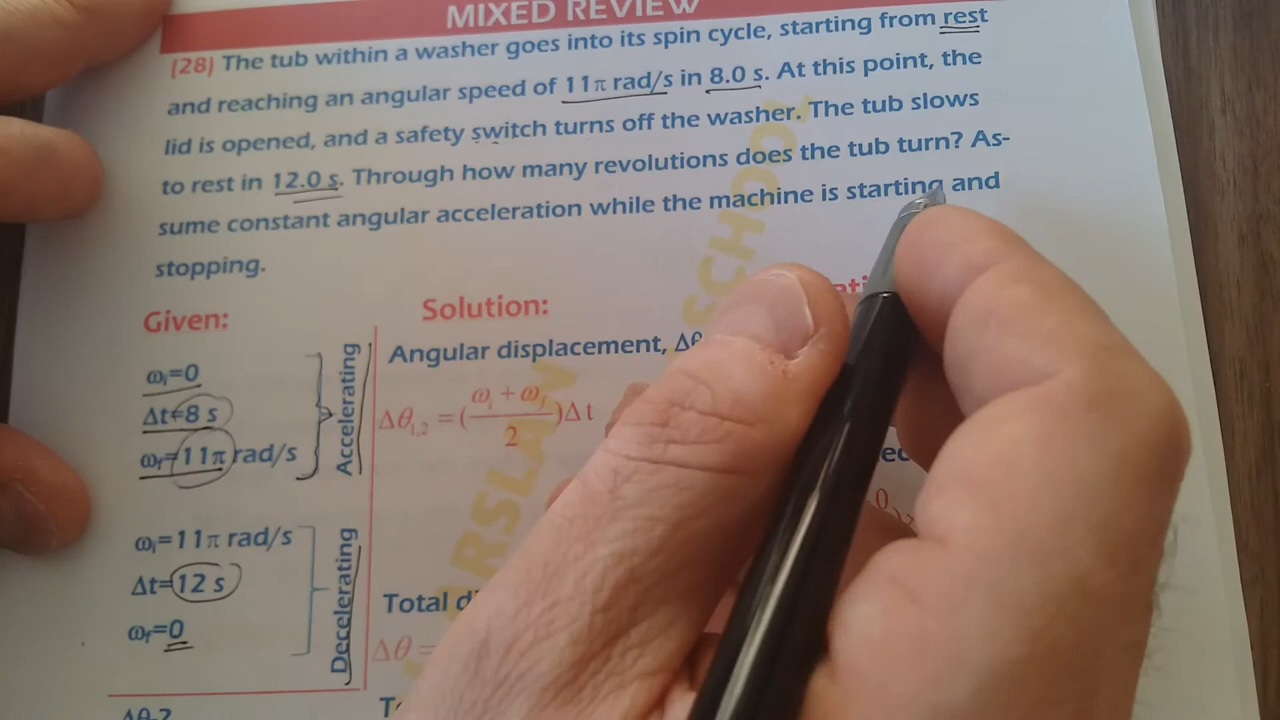 MIXED REVIEW
(28) The tub within a washer goes into its spin cycle, starting from rest
and reaching an angular speed of 11π rad/s in 8.0 s. At this point, the
lid is opened, and a safety switch turns off the washer. The tub slows
to rest in 12.0 s. Through how many revolutions does the tub turn? As-
sume constant angular acceleration while the machine is starting and
stopping.
Given:
Solution:
ωi=0
Δt=8 s
ωf=11π rad/s
Accelerating
Angular displacement, Δθ
Δθ1,2 = (ωi + ωf / 2)Δt
ωi=11π rad/s
Δt=12 s
ωf=0
Decelerating
Total
Δθ =
Δθ-?
ARSLAN SCHOOL